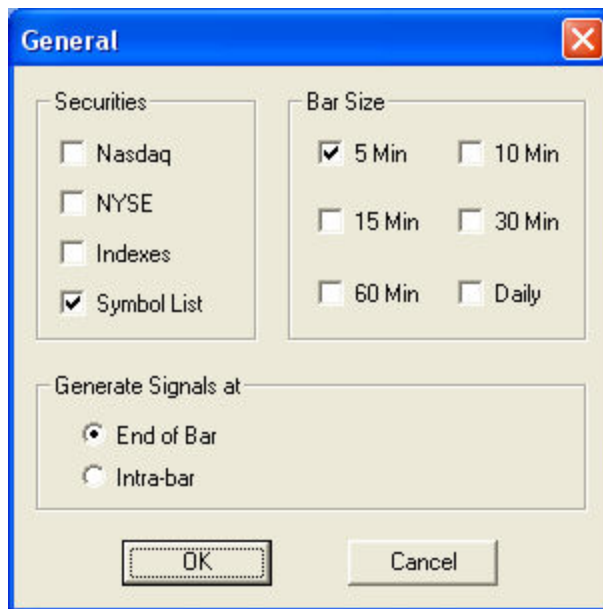 General
Securities
Nasdaq
NYSE
Indexes
Symbol List
Bar Size
5 Min 10 Min
15 Min 30 Min
60 Min Daily
Generate Signals at
End of Bar
Intra-bar
OK Cancel